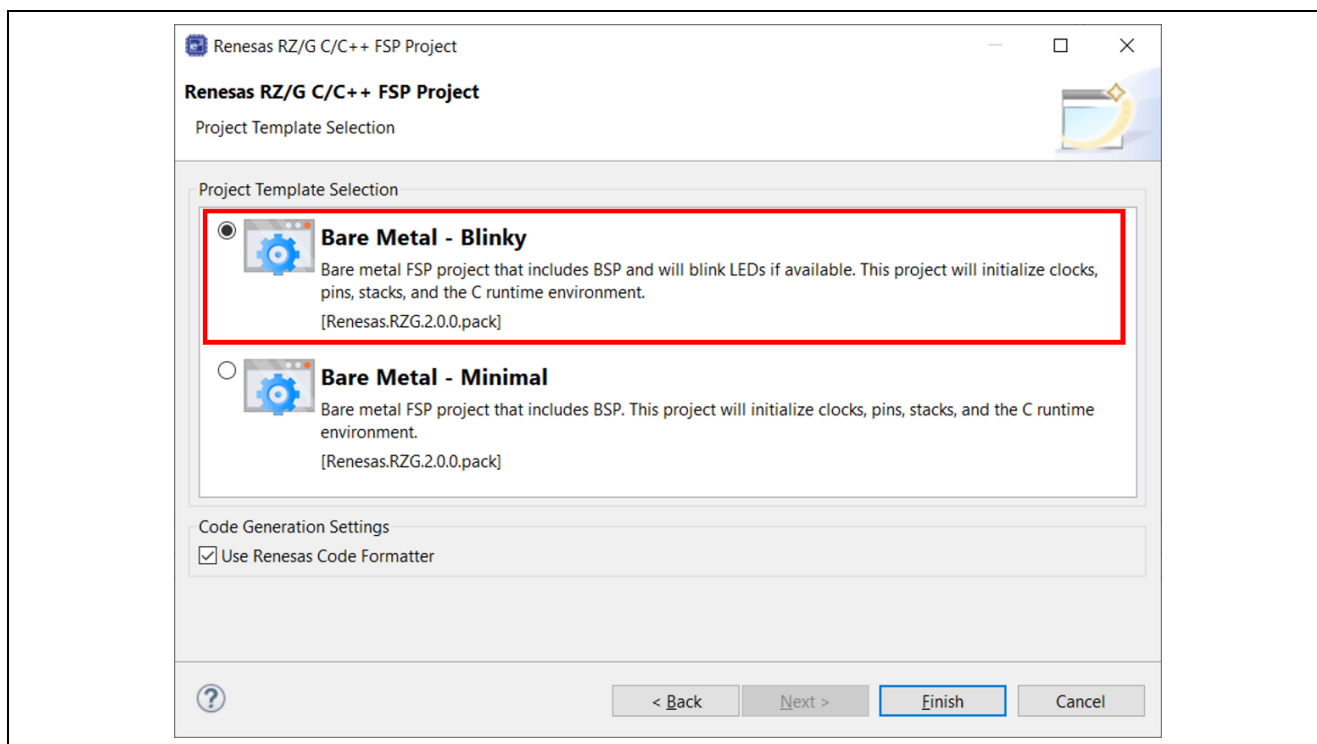 Renesas RZ/G C/C++ FSP Project
Renesas RZ/G C/C++ FSP Project
Project Template Selection
Project Template Selection
Bare Metal - Blinky
Bare metal FSP project that includes BSP and will blink LEDs if available. This project will initialize clocks,
pins, stacks, and the C runtime environment.
[Renesas.RZG.2.0.0.pack]
Bare Metal - Minimal
Bare metal FSP project that includes BSP. This project will initialize clocks, pins, stacks, and the C runtime
environment.
[Renesas.RZG.2.0.0.pack]
Code Generation Settings
Use Renesas Code Formatter
? < Back Next > Finish Cancel